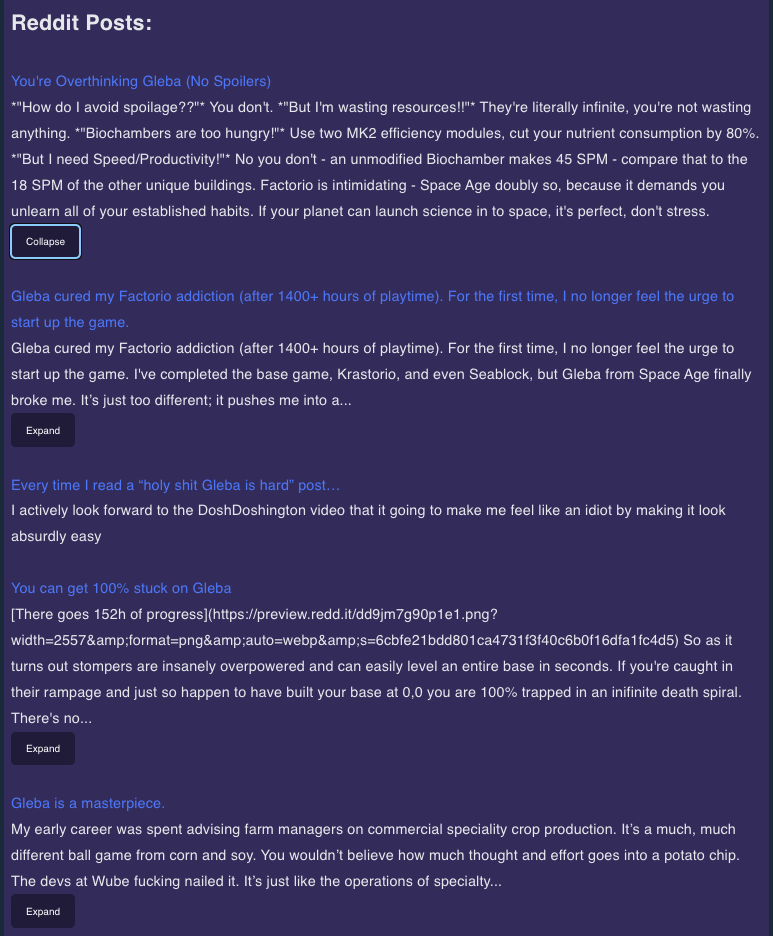 Reddit Posts:
You're Overthinking Gleba (No Spoilers)
*"How do I avoid spoilage??"* You don't. *"But I'm wasting resources!!"* They're literally infinite, you're not wasting
anything. *"Biochambers are too hungry!"* Use two MK2 efficiency modules, cut your nutrient consumption by 80%.
*"But I need Speed/Productivity!"* No you don't - an unmodified Biochamber makes 45 SPM - compare that to the
18 SPM of the other unique buildings. Factorio is intimidating - Space Age doubly so, because it demands you
unlearn all of your established habits. If your planet can launch science in to space, it's perfect, don't stress.
Collapse
Gleba cured my Factorio addiction (after 1400+ hours of playtime). For the first time, I no longer feel the urge to
start up the game.
Gleba cured my Factorio addiction (after 1400+ hours of playtime). For the first time, I no longer feel the urge to
start up the game. I've completed the base game, Krastorio, and even Seablock, but Gleba from Space Age finally
broke me. It’s just too different; it pushes me into a...
Expand
Every time I read a “holy shit Gleba is hard” post…
I actively look forward to the DoshDoshington video that it going to make me feel like an idiot by making it look
absurdly easy
You can get 100% stuck on Gleba
[There goes 152h of progress](https://preview.redd.it/dd9jm7g90p1e1.png?
width=2557&amp;format=png&amp;auto=webp&amp;s=6cbfe21bdd801ca4731f3f40c6b0f16dfa1fc4d5) So as it
turns out stompers are insanely overpowered and can easily level an entire base in seconds. If you're caught in
their rampage and just so happen to have built your base at 0,0 you are 100% trapped in an inifinite death spiral.
There's no...
Expand
Gleba is a masterpiece.
My early career was spent advising farm managers on commercial speciality crop production. It’s a much, much
different ball game from corn and soy. You wouldn’t believe how much thought and effort goes into a potato chip.
The devs at Wube fucking nailed it. It’s just like the operations of specialty...
Expand